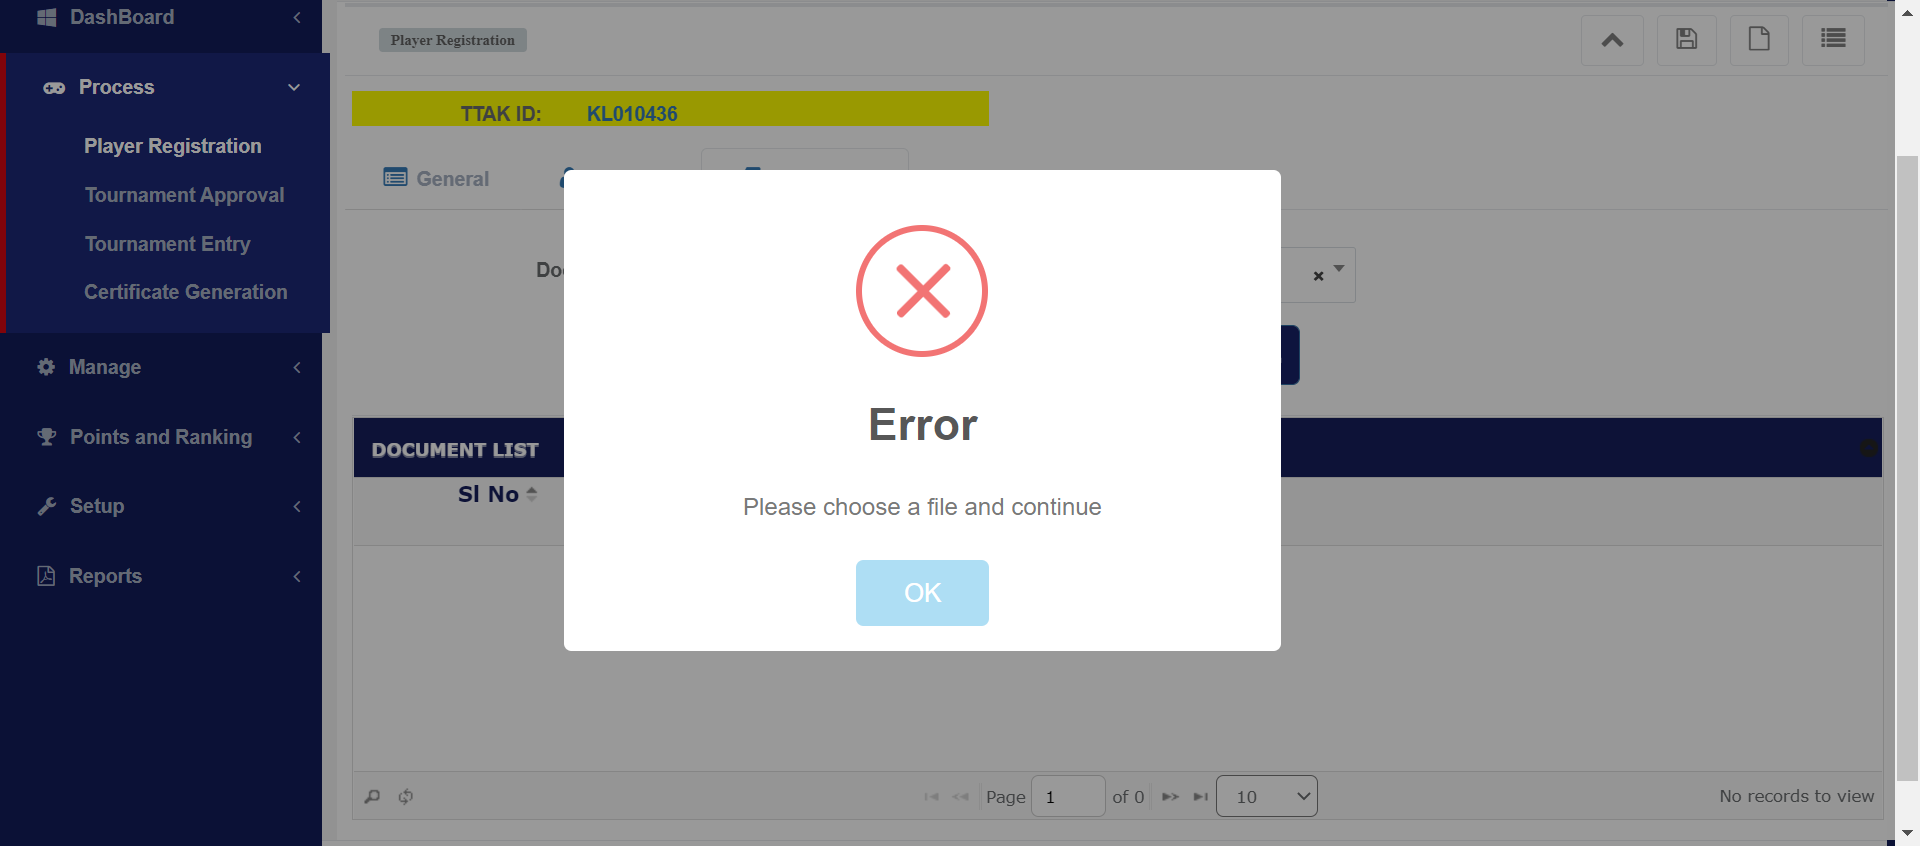 DashBoard
Process
Player Registration
Tournament Approval
Tournament Entry
Certificate Generation
Manage
Points and Ranking
Setup
Reports
Player Registration
TTAK ID: KL010436
General
DOCUMENT LIST
Sl No
Error
Please choose a file and continue
OK
Page 1 of 0 10
No records to view